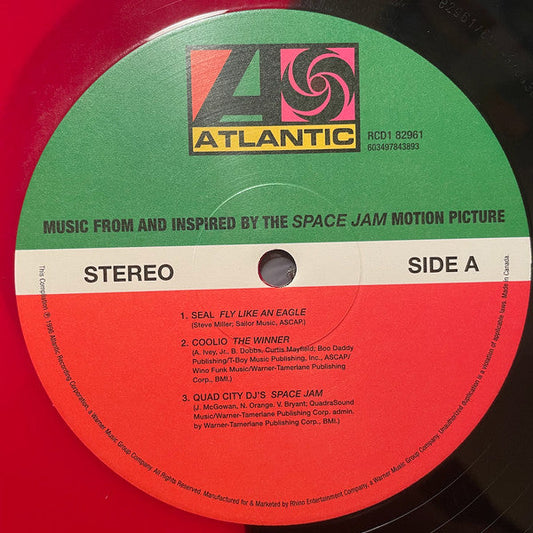 ATLANTIC
RCD1 82961
603497843893
MUSIC FROM AND INSPIRED BY THE SPACE JAM MOTION PICTURE
STEREO
SIDE A
1. SEAL FLY LIKE AN EAGLE
(Steve Miller; Sailor Music, ASCAP.)
2. COOLIO THE WINNER
(A. Ivey, Jr., B. Dobbs, Curtis Mayfield, Boo Daddy
Publishing/T-Boy Music Publishing, Inc., ASCAP/
Wino Funk Music/Warner-Tamerlane Publishing
Corp., BMI.)
3. QUAD CITY DJ'S SPACE JAM
(J. McGowan, N. Orange. V. Bryant; QuadraSound
Music/Warner-Tamerlane Publishing Corp. admin.
by Warner-Tamerlane Publishing Corp., BMI.)
This Compilation ℗ 1996 Atlantic Recording Corporation, a Warner Music Group Company. All Rights Reserved. Manufactured for & Marketed by Rhino Entertainment Company, a Warner Music Group Company. Unauthorized duplication is a violation of applicable laws. Made in Canada.